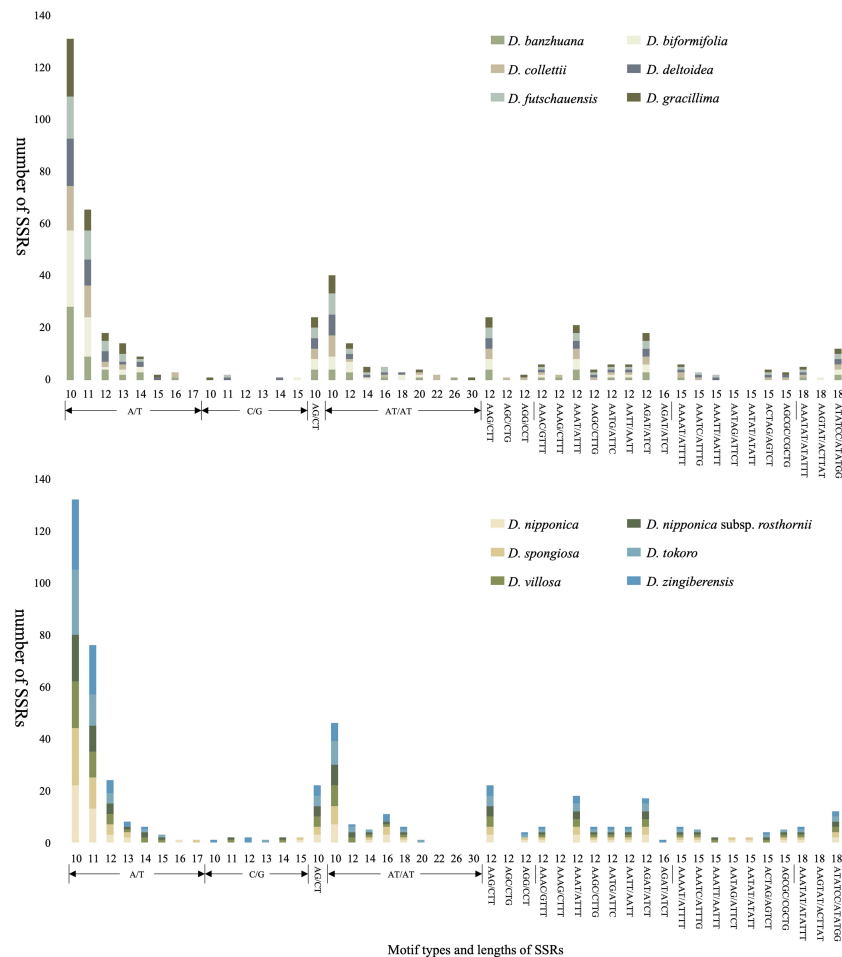 140
120
100
80
60
40
20
0
number of SSRs
D. banzhuana
D. biformifolia
D. collettii
D. deltoidea
D. futschauensis
D. gracillima
10 11 12 13 14 15 16 17 10 11 12 13 14 15 10 10 12 14 16 18 20 22 26 30 12 12 12 12 12 12 12 12 12 12 16 15 15 15 15 15 15 15 18 18 18
A/T C/G AG/CT AT/AT AAG/CTT AGC/CTG AGG/CCT AAAC/GTTT AAAG/CTTT AAAT/ATTT AAGC/CTTG AATG/ATTC AATT/AATT AGAT/ATCT AGAT/ATCT AAAAT/ATTTT AAATC/ATTTG AAATT/AATTT AATAG/ATTCT AATAT/ATATT ACTAG/AGTCT AGCGC/CGCTG AAATAT/ATATTT AAGTAT/ACTTAT ATATCC/ATATGG
140
120
100
80
60
40
20
0
number of SSRs
D. nipponica
D. nipponica subsp. rosthornii
D. spongiosa
D. tokoro
D. villosa
D. zingiberensis
10 11 12 13 14 15 16 17 10 11 12 13 14 15 10 10 12 14 16 18 20 22 26 30 12 12 12 12 12 12 12 12 12 12 16 15 15 15 15 15 15 15 18 18 18
A/T C/G AG/CT AT/AT AAG/CTT AGC/CTG AGG/CCT AAAC/GTTT AAAG/CTTT AAAT/ATTT AAGC/CTTG AATG/ATTC AATT/AATT AGAT/ATCT AGAT/ATCT AAAAT/ATTTT AAATC/ATTTG AAATT/AATTT AATAG/ATTCT AATAT/ATATT ACTAG/AGTCT AGCGC/CGCTG AAATAT/ATATTT AAGTAT/ACTTAT ATATCC/ATATGG
Motif types and lengths of SSRs